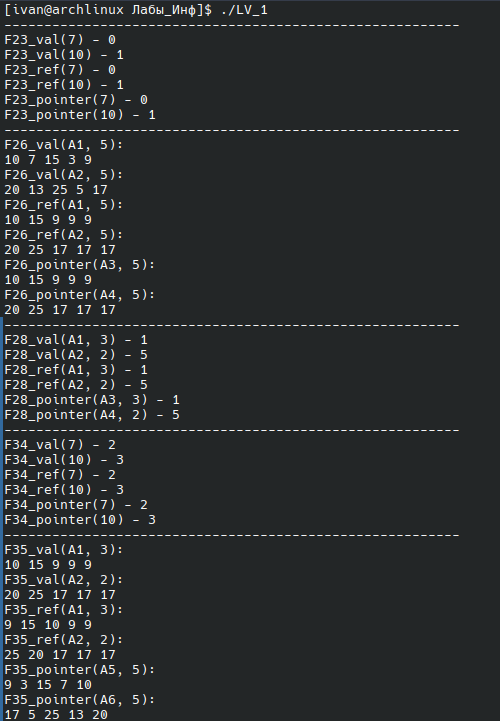 [ivan@archlinux Лабы_Инф]$ ./LV_1
------------------------------------------------------------
F23_val(7) – 0
F23_val(10) – 1
F23_ref(7) – 0
F23_ref(10) – 1
F23_pointer(7) – 0
F23_pointer(10) – 1
------------------------------------------------------------
F26_val(A1, 5):
10 7 15 3 9
F26_val(A2, 5):
20 13 25 5 17
F26_ref(A1, 5):
10 15 9 9 9
F26_ref(A2, 5):
20 25 17 17 17
F26_pointer(A3, 5):
10 15 9 9 9
F26_pointer(A4, 5):
20 25 17 17 17
------------------------------------------------------------
F28_val(A1, 3) – 1
F28_val(A2, 2) – 5
F28_ref(A1, 3) – 1
F28_ref(A2, 2) – 5
F28_pointer(A3, 3) – 1
F28_pointer(A4, 2) – 5
------------------------------------------------------------
F34_val(7) – 2
F34_val(10) – 3
F34_ref(7) – 2
F34_ref(10) – 3
F34_pointer(7) – 2
F34_pointer(10) – 3
------------------------------------------------------------
F35_val(A1, 3):
10 15 9 9 9
F35_val(A2, 2):
20 25 17 17 17
F35_ref(A1, 3):
9 15 10 9 9
F35_ref(A2, 2):
25 20 17 17 17
F35_pointer(A5, 5):
9 3 15 7 10
F35_pointer(A6, 5):
17 5 25 13 20